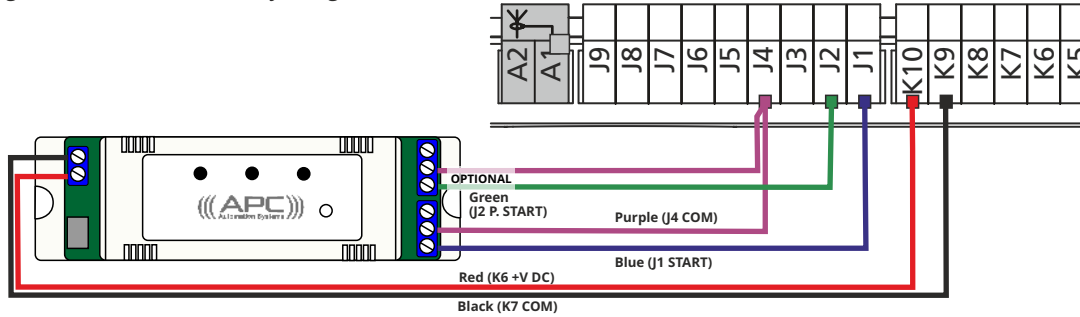 A2
A1
J9
J8
J7
J6
J5
J4
J3
J2
J1
K10
K9
K8
K7
K6
K5
OPTIONAL
Green
(J2 P. START)
APC
Automation Systems
Purple (J4 COM)
Blue (J1 START)
Red (K6 +V DC)
Black (K7 COM)